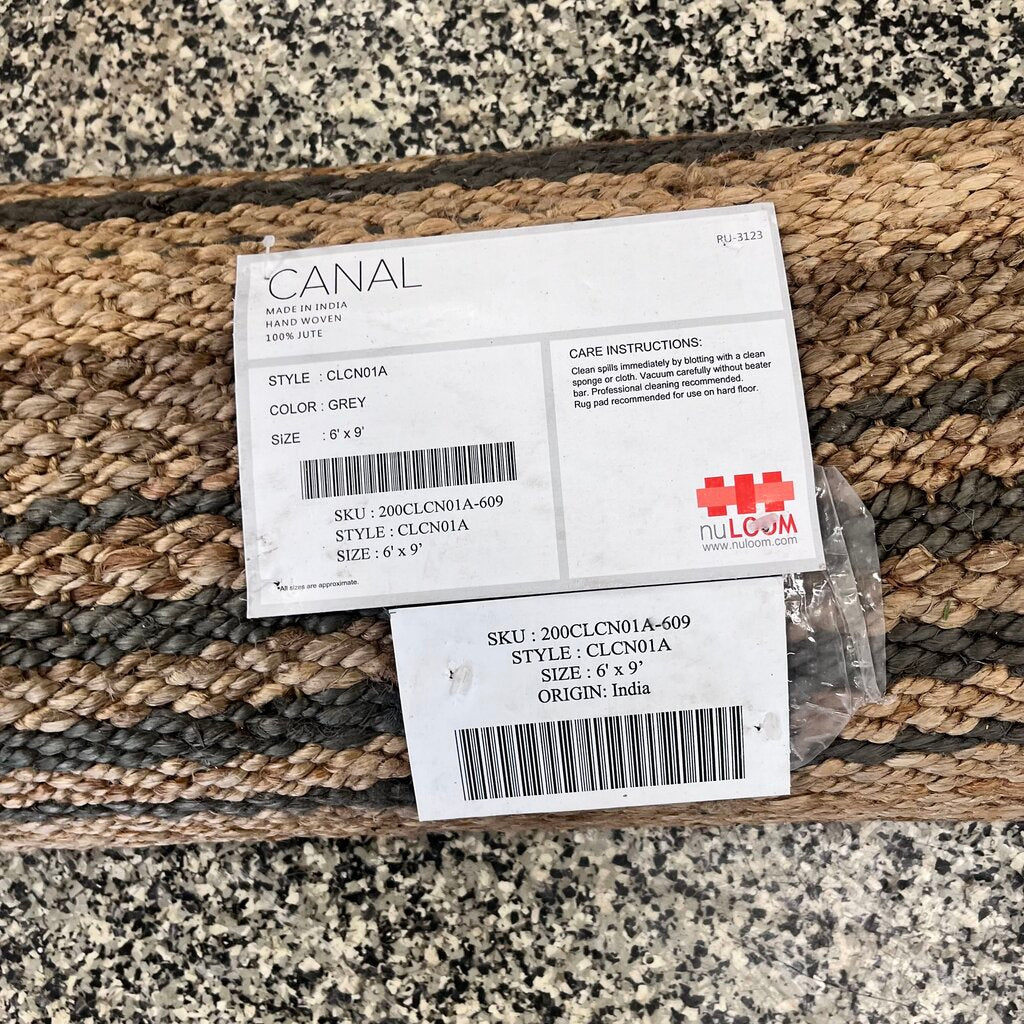 CANAL
RU-3123
MADE IN INDIA
HAND WOVEN
100% JUTE
STYLE : CLCN01A
COLOR : GREY
SIZE : 6' x 9'
SKU : 200CLCN01A-609
STYLE : CLCN01A
SIZE : 6' x 9'
*All sizes are approximate.
CARE INSTRUCTIONS:
Clean spills immediately by blotting with a clean
sponge or cloth. Vacuum carefully without beater
bar. Professional cleaning recommended.
Rug pad recommended for use on hard floor.
nuLOOM
www.nuloom.com
SKU : 200CLCN01A-609
STYLE : CLCN01A
SIZE : 6' x 9'
ORIGIN: India